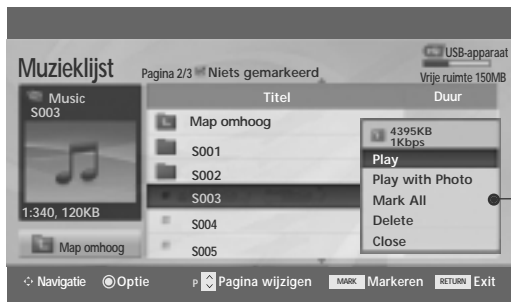 USB-apparaat
Muzieklijst
Pagina 2/3 Niets gemarkeerd
Vrije ruimte 150MB
Music
S003
Titel
Duur
Map omhoog
4395KB
1Kbps
S001
Play
S002
Play with Photo
S003
Mark All
1:340, 120KB
S004
Delete
Map omhoog
S005
Close
Navigatie
Optie
P
Pagina wijzigen
MARK
Markeren
RETURN
Exit